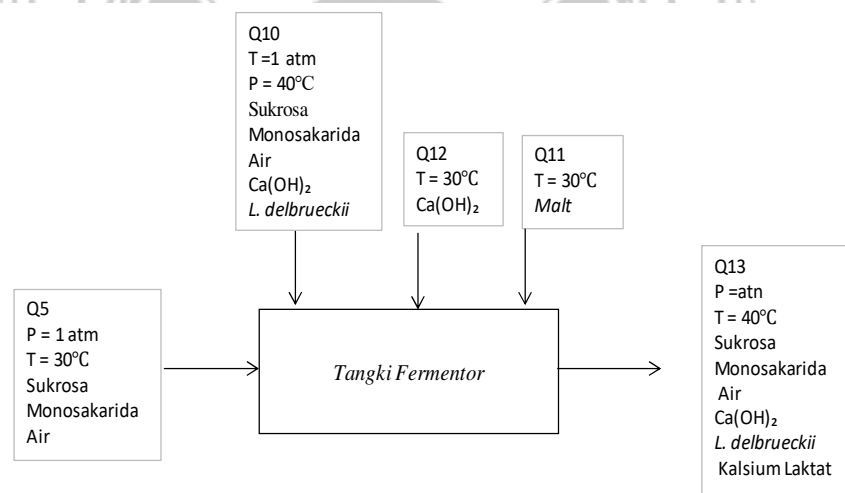 Q10
T =1 atm
P = 40°C
Sukrosa
Monosakarida
Air
Ca(OH)₂
L. delbrueckii
Q12
T = 30°C
Ca(OH)₂
Q11
T = 30°C
Malt
Q5
P = 1 atm
T = 30°C
Sukrosa
Monosakarida
Air
Tangki Fermentor
Q13
P =atn
T = 40°C
Sukrosa
Monosakarida
Air
Ca(OH)₂
L. delbrueckii
Kalsium Laktat